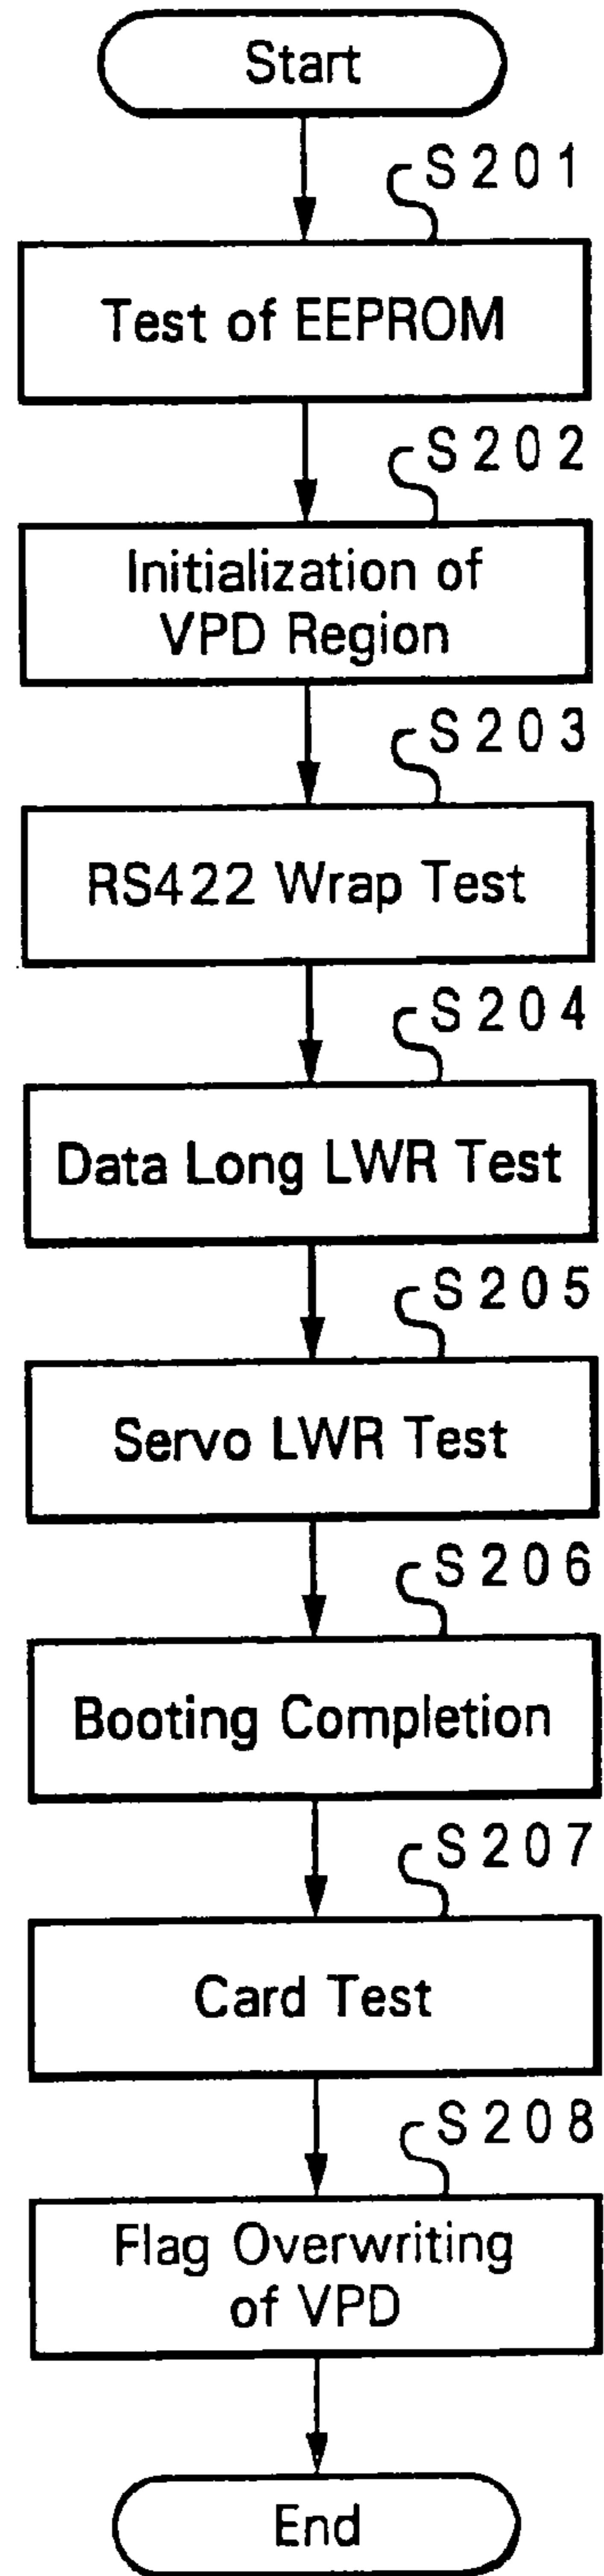 Start
S201
Test of EEPROM
S202
Initialization of
VPD Region
S203
RS422 Wrap Test
S204
Data Long LWR Test
S205
Servo LWR Test
S206
Booting Completion
S207
Card Test
S208
Flag Overwriting
of VPD
End